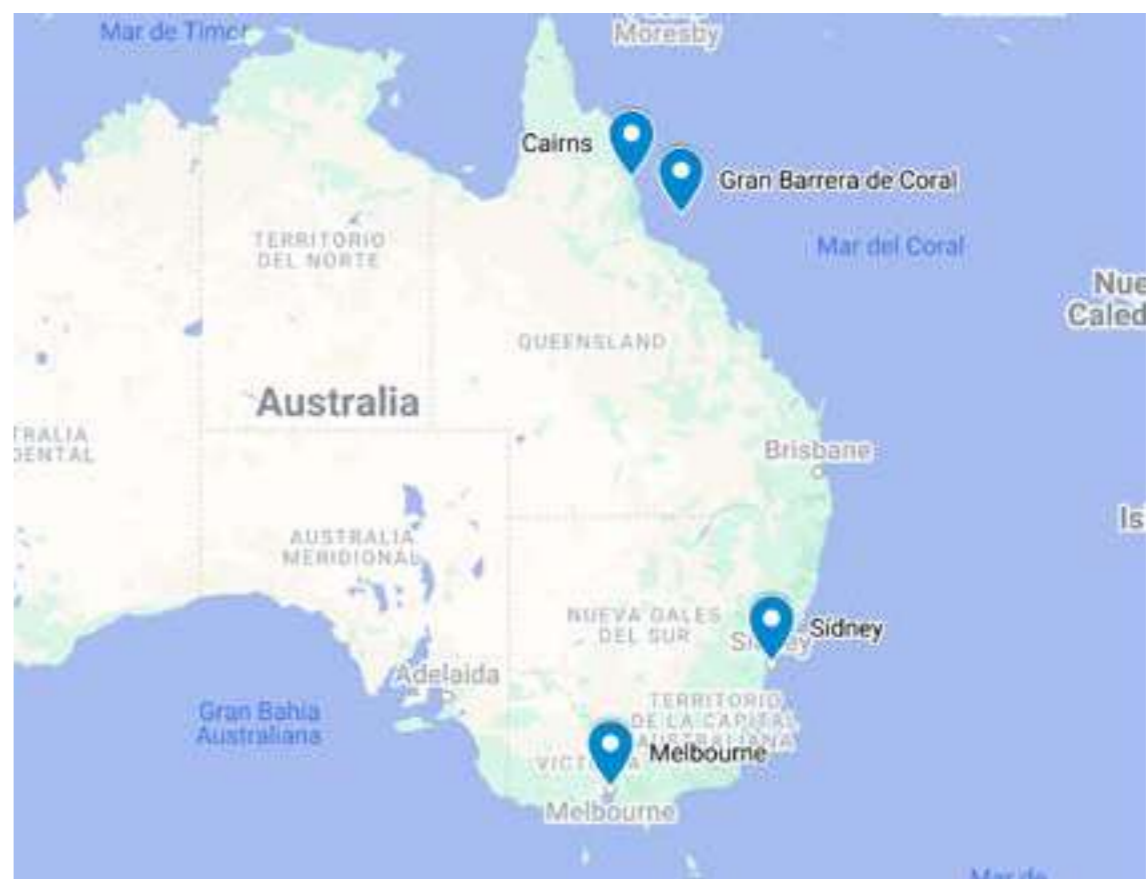 Mar de Timor
Moresby
Cairns
Gran Barrera de Coral
TERRITORIO
DEL NORTE
Mar del Coral
Nue
Caled
QUEENSLAND
Australia
TRALIA
DENTAL
Brisbane
Is
AUSTRALIA
MERIDIONAL
NUEVA GALES
DEL SUR
Sidney
Adelaida
TERRITORIO
DE LA CAPITAL
AUSTRALIANA
Gran Bahía
Australiana
Melbourne
Melbourne
Mar de